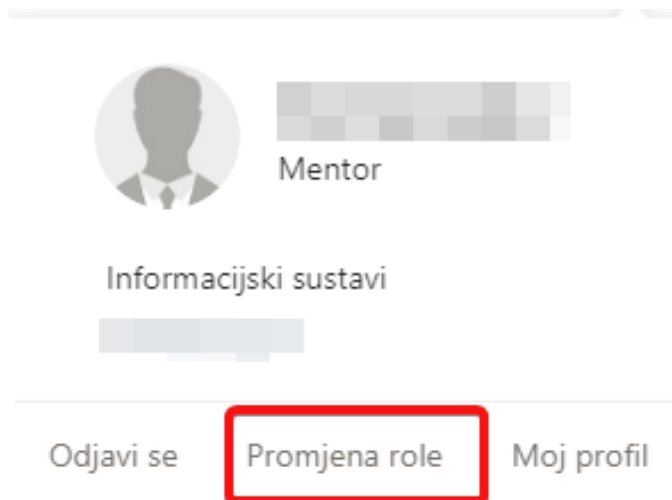 Mentor
Informacijski sustavi
Odjavi se Promjena role Moj profil